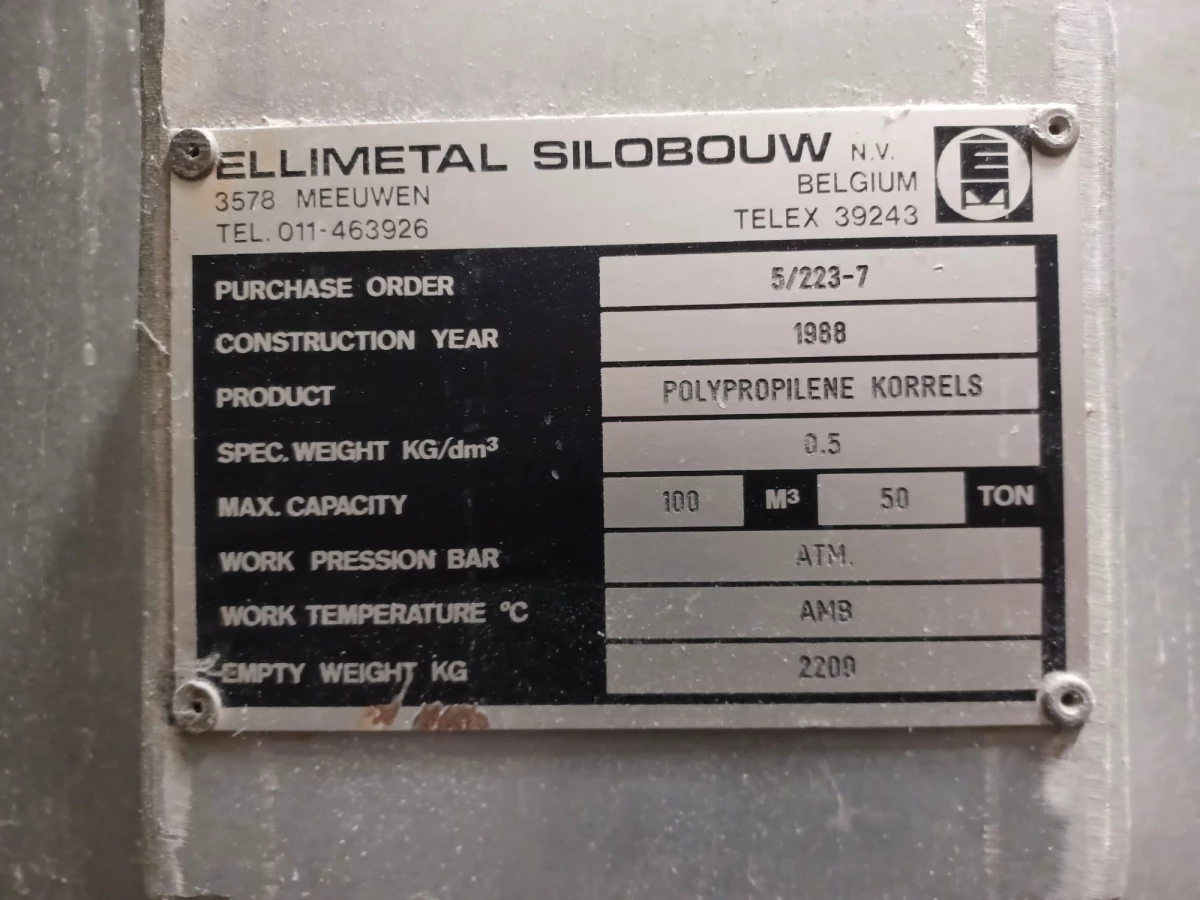 ELLIMETAL SILOBOUW N.V.
3578 MEEUWEN BELGIUM
TEL. 011-463926 TELEX 39243
PURCHASE ORDER 5/223-7
CONSTRUCTION YEAR 1988
PRODUCT POLYPROPILENE KORRELS
SPEC. WEIGHT KG/dm³ 0.5
MAX. CAPACITY 100 M³ 50 TON
WORK PRESSION BAR ATM.
WORK TEMPERATURE °C AMB
EMPTY WEIGHT KG 2200